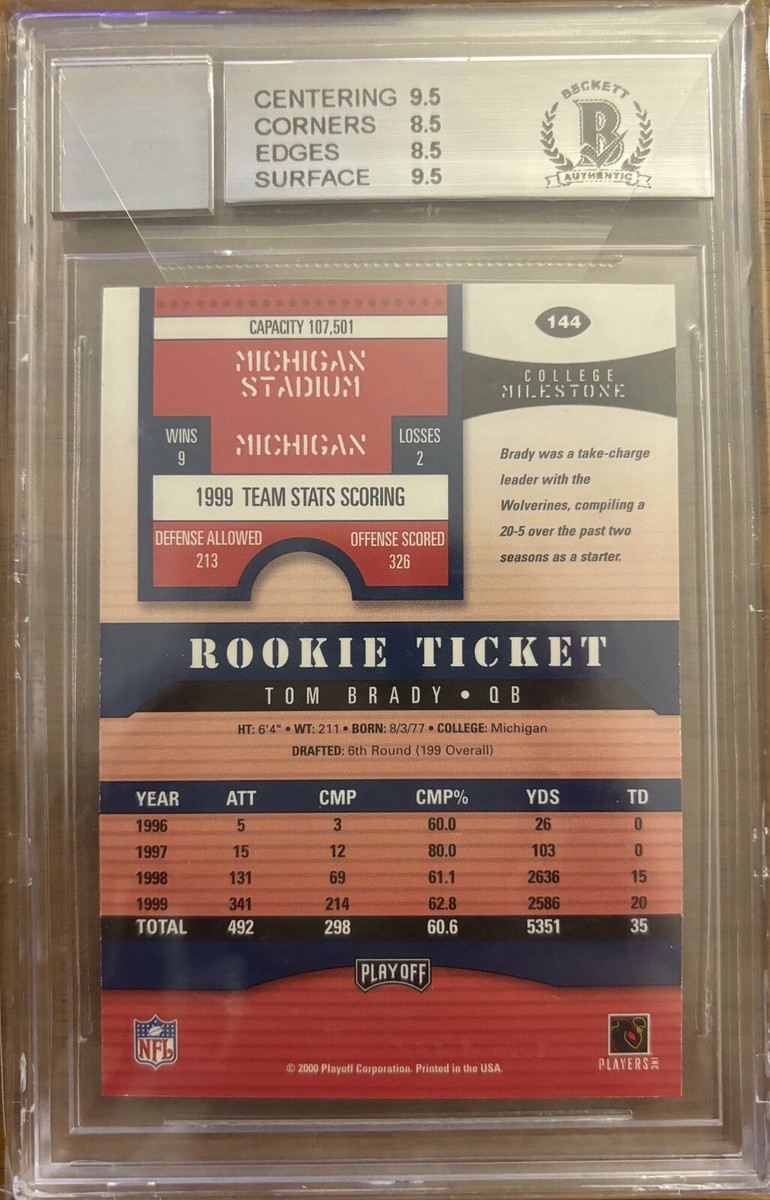 CENTERING 9.5
CORNERS 8.5
EDGES 8.5
SURFACE 9.5
BECKETT
B
AUTHENTIC
CAPACITY 107,501
MICHIGAN
STADIUM
WINS
9
MICHIGAN
LOSSES
2
1999 TEAM STATS SCORING
DEFENSE ALLOWED
213
OFFENSE SCORED
326
144
COLLEGE
MILESTONE
Brady was a take-charge
leader with the
Wolverines, compiling a
20-5 over the past two
seasons as a starter.
ROOKIE TICKET
TOM BRADY • QB
HT: 6'4" • WT: 211 • BORN: 8/3/77 • COLLEGE: Michigan
DRAFTED: 6th Round (199 Overall)
YEAR ATT CMP CMP% YDS TD
1996 5 3 60.0 26 0
1997 15 12 80.0 103 0
1998 131 69 61.1 2636 15
1999 341 214 62.8 2586 20
TOTAL 492 298 60.6 5351 35
PLAYOFF
NFL
PLAYERS INC
© 2000 Playoff Corporation. Printed in the USA.